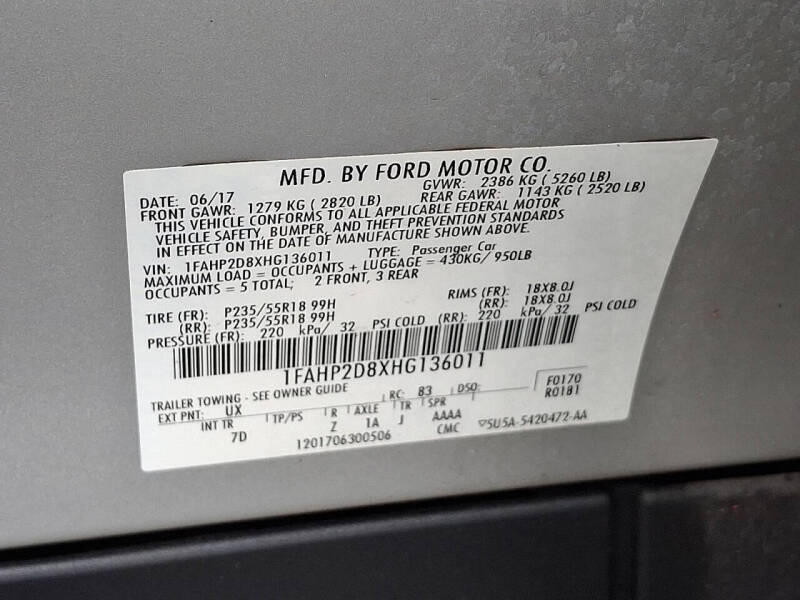 MFD. BY FORD MOTOR CO.
DATE: 06/17 GVWR: 2386 KG ( 5260 LB)
FRONT GAWR: 1279 KG ( 2820 LB) REAR GAWR: 1143 KG ( 2520 LB)
THIS VEHICLE CONFORMS TO ALL APPLICABLE FEDERAL MOTOR
VEHICLE SAFETY, BUMPER, AND THEFT PREVENTION STANDARDS
IN EFFECT ON THE DATE OF MANUFACTURE SHOWN ABOVE.
VIN: 1FAHP2D8XHG136011 TYPE: Passenger Car
MAXIMUM LOAD = OCCUPANTS + LUGGAGE = 430KG/ 950LB
OCCUPANTS = 5 TOTAL; 2 FRONT, 3 REAR
TIRE (FR): P235/55R18 99H RIMS (FR): 18X8.0J
(RR): P235/55R18 99H (RR): 18X8.0J
PRESSURE (FR): 220 kPa/ 32 PSI COLD (RR): 220 kPa/ 32 PSI COLD
1FAHP2D8XHG136011
TRAILER TOWING - SEE OWNER GUIDE RC: 83 DSO: F0170
EXT PNT: UX R0181
INT TR TP/PS R AXLE TR SPR
7D Z 1A J AAAA
1201706300506 CMC ▽5U5A-5420472-AA